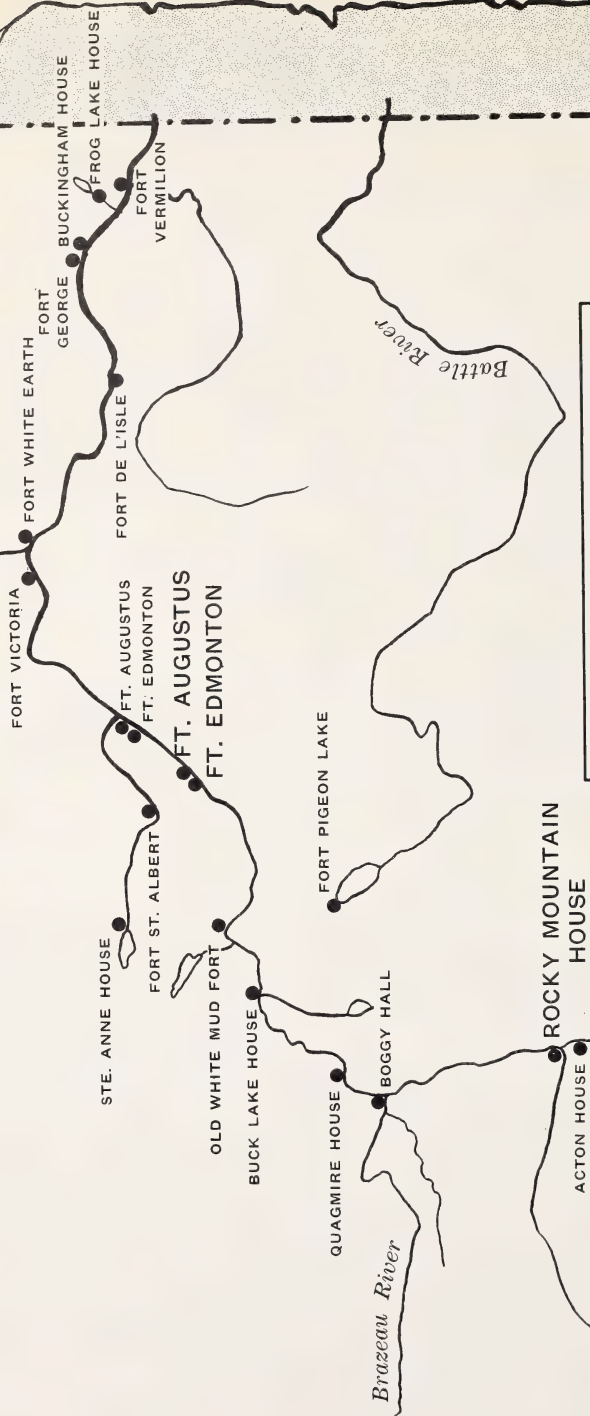 FROG LAKE HOUSE
BUCKINGHAM HOUSE
FORT
VERMILION
FORT
GEORGE
FORT WHITE EARTH
FORT DE L'ISLE
FORT VICTORIA
FT. AUGUSTUS
FT. EDMONTON
FT. AUGUSTUS
FT. EDMONTON
Battle River
FORT ST. ALBERT
STE. ANNE HOUSE
OLD WHITE MUD FORT
BUCK LAKE HOUSE
FORT PIGEON LAKE
BOGGY HALL
QUAGMIRE HOUSE
ROCKY MOUNTAIN
HOUSE
ACTON HOUSE
Brazeau River